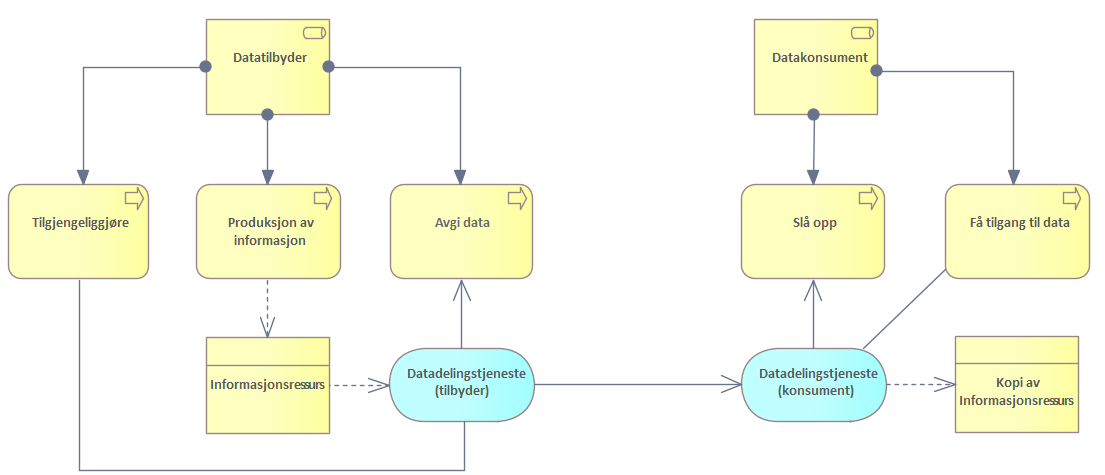 Datatilbyder
Datakonsument
Tilgjengeliggjøre
Produksjon av
informasjon
Avgi data
Slå opp
Få tilgang til data
Informasjonsressurs
Datadelingstjeneste
(tilbyder)
Datadelingstjeneste
(konsument)
Kopi av
Informasjonsressurs